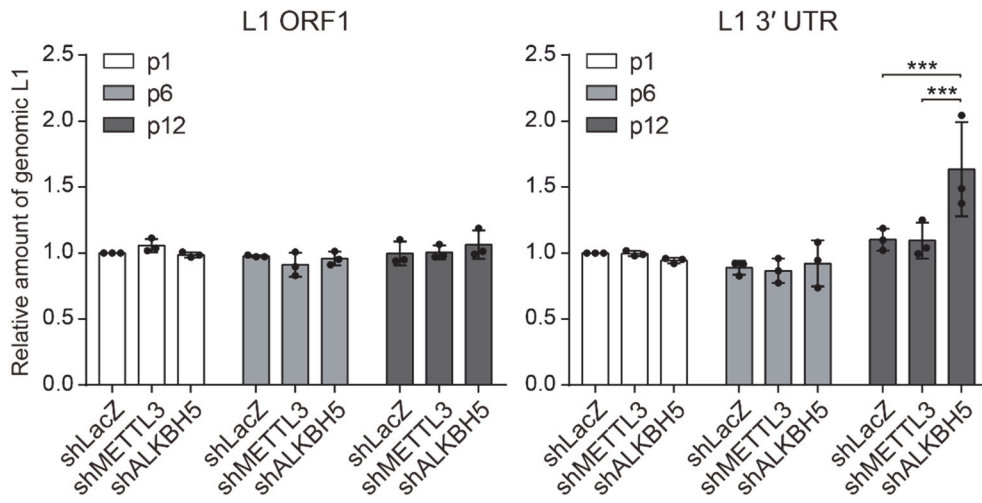 L1 ORF1
Relative amount of genomic L1
2.5
2.0
1.5
1.0
0.5
0.0
p1
p6
p12
shLacZ
shMETTL3
shALKBH5
shLacZ
shMETTL3
shALKBH5
shLacZ
shMETTL3
shALKBH5
L1 3′ UTR
2.5
2.0
1.5
1.0
0.5
0.0
p1
p6
p12
***
***
shLacZ
shMETTL3
shALKBH5
shLacZ
shMETTL3
shALKBH5
shLacZ
shMETTL3
shALKBH5